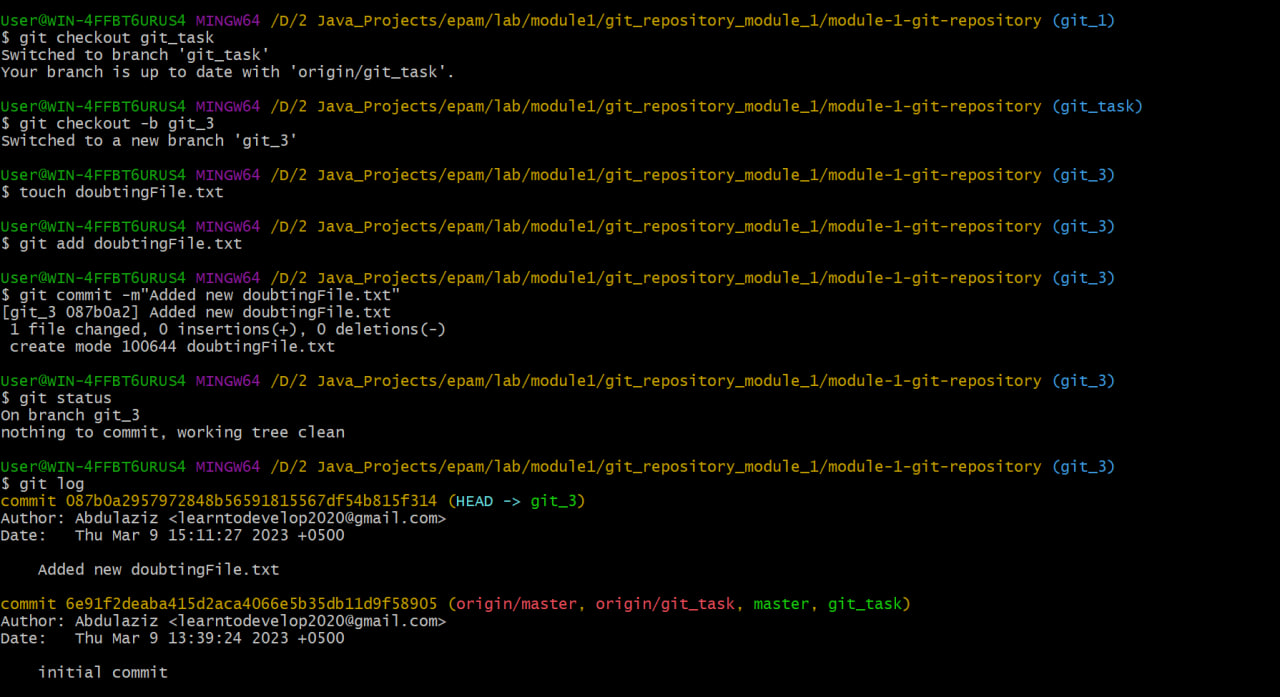 User@WIN-4FFBT6URUS4 MINGW64 /D/2 Java_Projects/epam/lab/module1/git_repository_module_1/module-1-git-repository (git_1)
$ git checkout git_task
Switched to branch 'git_task'
Your branch is up to date with 'origin/git_task'.

User@WIN-4FFBT6URUS4 MINGW64 /D/2 Java_Projects/epam/lab/module1/git_repository_module_1/module-1-git-repository (git_task)
$ git checkout -b git_3
Switched to a new branch 'git_3'

User@WIN-4FFBT6URUS4 MINGW64 /D/2 Java_Projects/epam/lab/module1/git_repository_module_1/module-1-git-repository (git_3)
$ touch doubtingFile.txt

User@WIN-4FFBT6URUS4 MINGW64 /D/2 Java_Projects/epam/lab/module1/git_repository_module_1/module-1-git-repository (git_3)
$ git add doubtingFile.txt

User@WIN-4FFBT6URUS4 MINGW64 /D/2 Java_Projects/epam/lab/module1/git_repository_module_1/module-1-git-repository (git_3)
$ git commit -m"Added new doubtingFile.txt"
[git_3 087b0a2] Added new doubtingFile.txt
 1 file changed, 0 insertions(+), 0 deletions(-)
 create mode 100644 doubtingFile.txt

User@WIN-4FFBT6URUS4 MINGW64 /D/2 Java_Projects/epam/lab/module1/git_repository_module_1/module-1-git-repository (git_3)
$ git status
On branch git_3
nothing to commit, working tree clean

User@WIN-4FFBT6URUS4 MINGW64 /D/2 Java_Projects/epam/lab/module1/git_repository_module_1/module-1-git-repository (git_3)
$ git log
commit 087b0a2957972848b56591815567df54b815f314 (HEAD -> git_3)
Author: Abdulaziz <learntodevelop2020@gmail.com>
Date:   Thu Mar 9 15:11:27 2023 +0500

    Added new doubtingFile.txt

commit 6e91f2deaba415d2aca4066e5b35db11d9f58905 (origin/master, origin/git_task, master, git_task)
Author: Abdulaziz <learntodevelop2020@gmail.com>
Date:   Thu Mar 9 13:39:24 2023 +0500

    initial commit